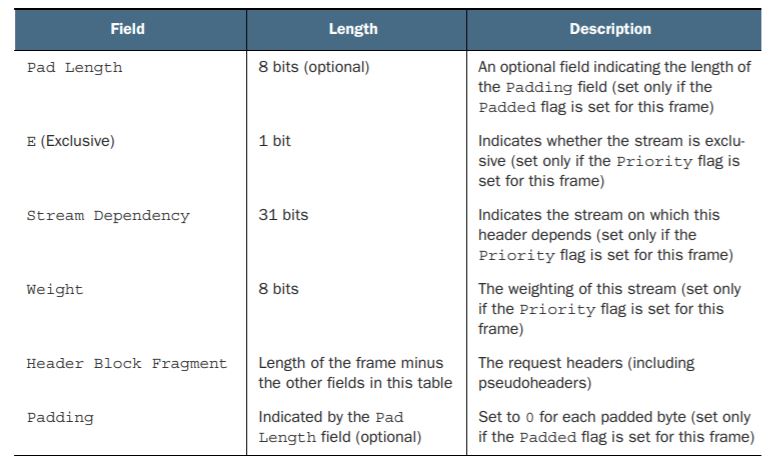 Field Length Description
Pad Length 8 bits (optional) An optional field indicating the length of
the Padding field (set only if the
Padded flag is set for this frame)
E (Exclusive) 1 bit Indicates whether the stream is exclu-
sive (set only if the Priority flag is
set for this frame)
Stream Dependency 31 bits Indicates the stream on which this
header depends (set only if the
Priority flag is set for this frame)
Weight 8 bits The weighting of this stream (set only
if the Priority flag is set for this
frame)
Header Block Fragment Length of the frame minus The request headers (including
the other fields in this table pseudoheaders)
Padding Indicated by the Pad Set to 0 for each padded byte (set only
Length field (optional) if the Padded flag is set for this frame)